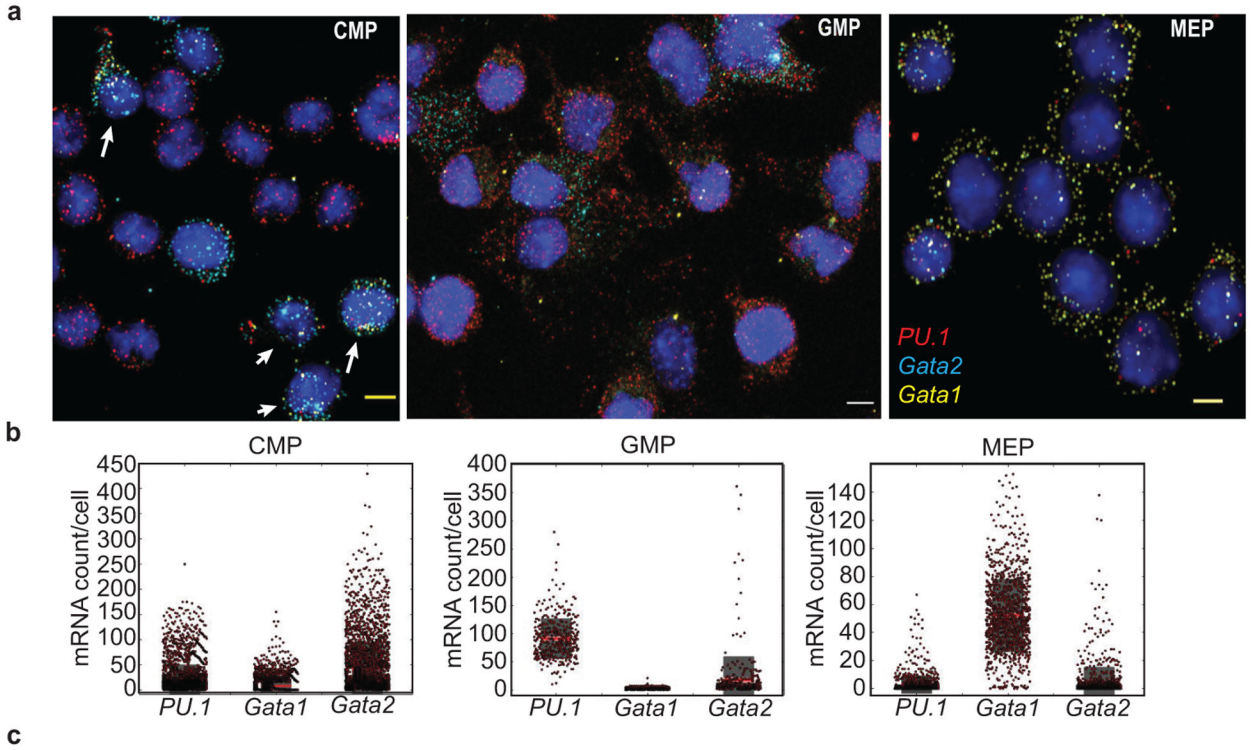 a
CMP
GMP
MEP
PU.1
Gata2
Gata1
b
CMP
GMP
MEP
mRNA count/cell
450
400
350
300
250
200
150
100
50
0
PU.1 Gata1 Gata2
mRNA count/cell
400
350
300
250
200
150
100
50
0
PU.1 Gata1 Gata2
mRNA count/cell
140
120
100
80
60
40
20
0
PU.1 Gata1 Gata2
c